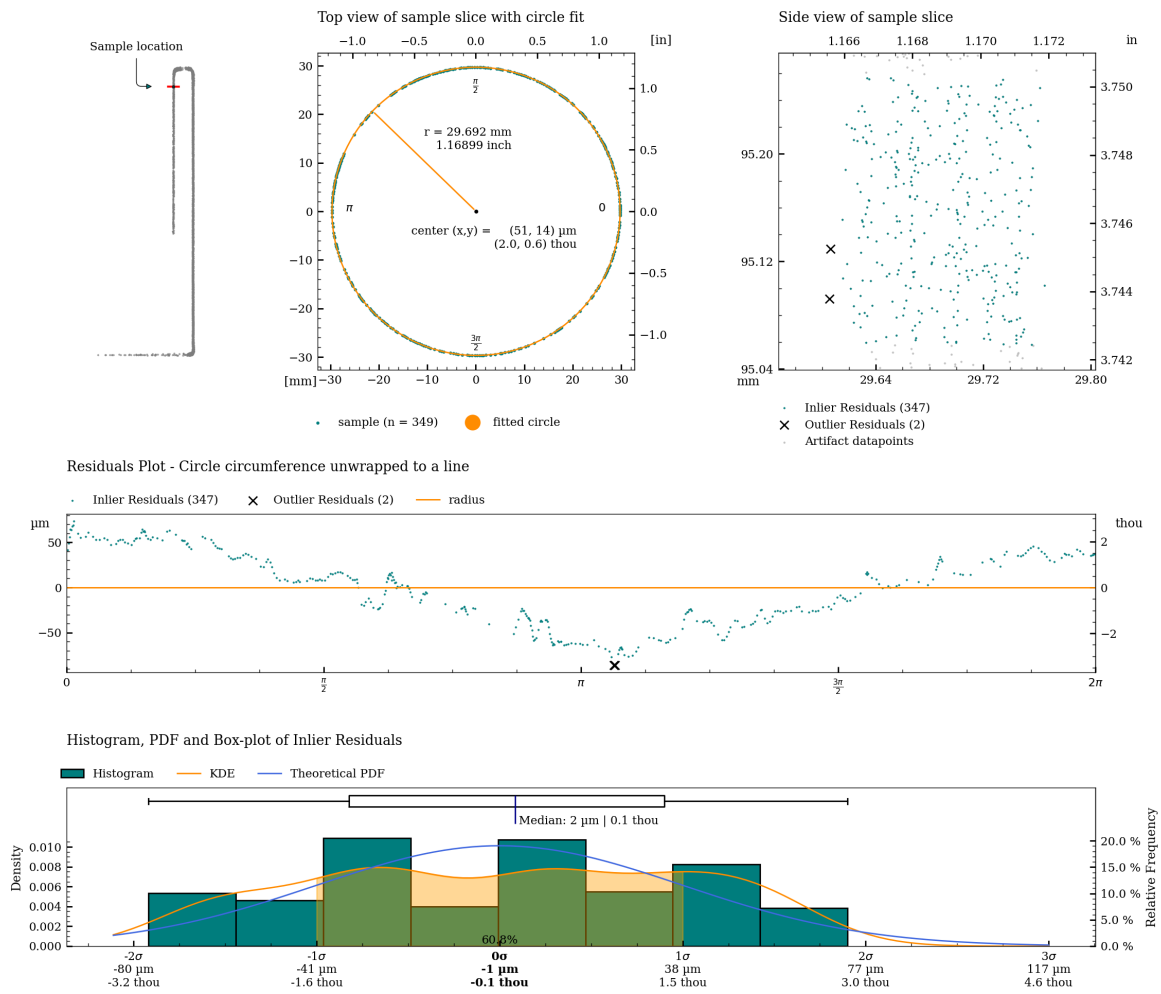 Sample location
Top view of sample slice with circle fit
−1.0 −0.5 0.0 0.5 1.0 [in]
30
20
10
0
−10
−20
−30
1.0
0.5
0.0
−0.5
−1.0
π/2
r = 29.692 mm
1.16899 inch
π
0
center (x,y) = (51, 14) µm
(2.0, 0.6) thou
3π/2
[mm] −30 −20 −10 0 10 20 30
sample (n = 349) fitted circle
Side view of sample slice
1.166 1.168 1.170 1.172 in
95.20
95.12
95.04
3.750
3.748
3.746
3.744
3.742
mm 29.64 29.72 29.80
Inlier Residuals (347)
Outlier Residuals (2)
Artifact datapoints
Residuals Plot - Circle circumference unwrapped to a line
Inlier Residuals (347) Outlier Residuals (2) radius
µm thou
50 2
0 0
−50 −2
0 π/2 π 3π/2 2π
Histogram, PDF and Box-plot of Inlier Residuals
Histogram KDE Theoretical PDF
Median: 2 µm | 0.1 thou
Density
0.010
0.008
0.006
0.004
0.002
0.000
Relative Frequency
20.0 %
15.0 %
10.0 %
5.0 %
0.0 %
60.8%
-2σ -1σ 0σ 1σ 2σ 3σ
-80 µm -41 µm -1 µm 38 µm 77 µm 117 µm
-3.2 thou -1.6 thou -0.1 thou 1.5 thou 3.0 thou 4.6 thou